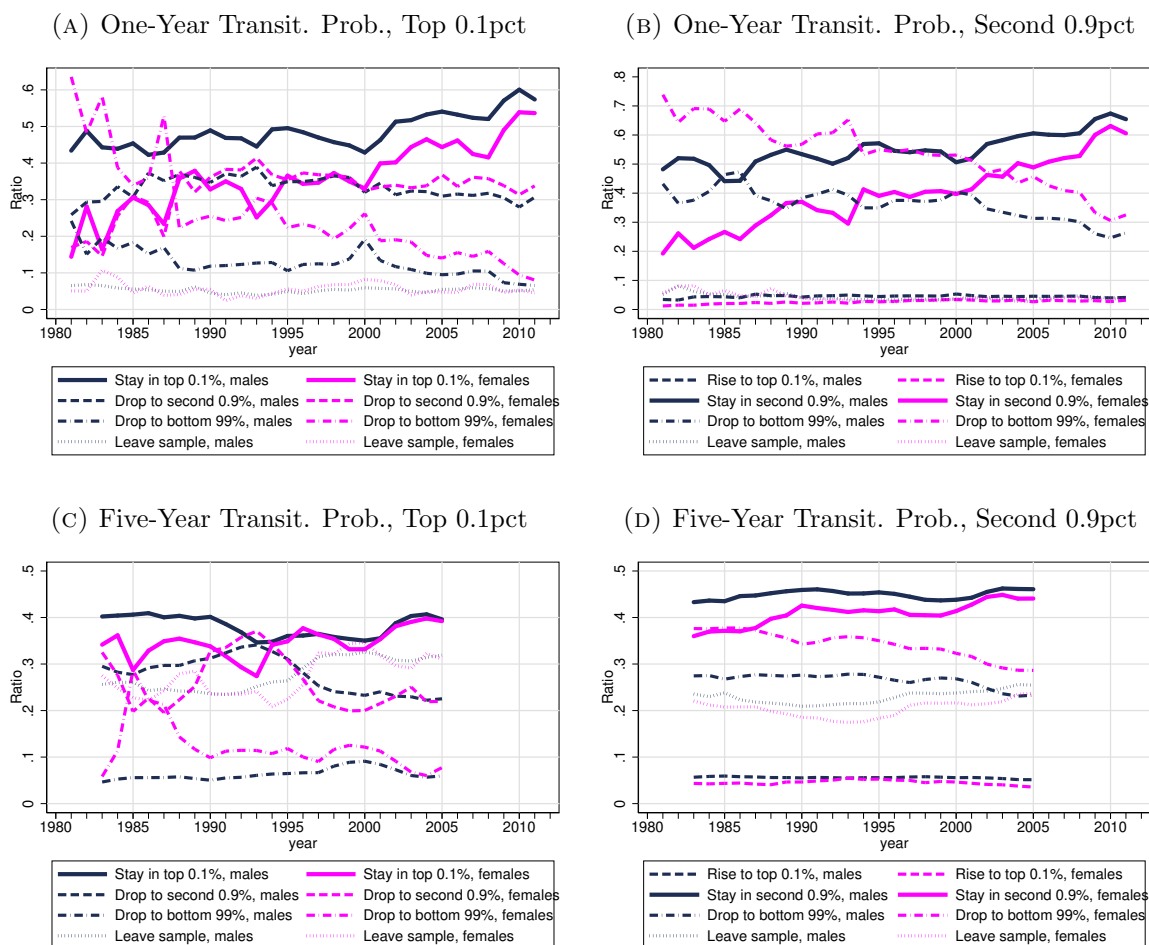 (A) One-Year Transit. Prob., Top 0.1pct
Ratio
0 .1 .2 .3 .4 .5 .6
1980 1985 1990 1995 2000 2005 2010
year
Stay in top 0.1%, males Stay in top 0.1%, females
Drop to second 0.9%, males Drop to second 0.9%, females
Drop to bottom 99%, males Drop to bottom 99%, females
Leave sample, males Leave sample, females
(B) One-Year Transit. Prob., Second 0.9pct
Ratio
0 .1 .2 .3 .4 .5 .6 .7 .8
1980 1985 1990 1995 2000 2005 2010
year
Rise to top 0.1%, males Rise to top 0.1%, females
Stay in second 0.9%, males Stay in second 0.9%, females
Drop to bottom 99%, males Drop to bottom 99%, females
Leave sample, males Leave sample, females
(C) Five-Year Transit. Prob., Top 0.1pct
Ratio
0 .1 .2 .3 .4 .5
1980 1985 1990 1995 2000 2005 2010
year
Stay in top 0.1%, males Stay in top 0.1%, females
Drop to second 0.9%, males Drop to second 0.9%, females
Drop to bottom 99%, males Drop to bottom 99%, females
Leave sample, males Leave sample, females
(D) Five-Year Transit. Prob., Second 0.9pct
Ratio
0 .1 .2 .3 .4 .5
1980 1985 1990 1995 2000 2005 2010
year
Rise to top 0.1%, males Rise to top 0.1%, females
Stay in second 0.9%, males Stay in second 0.9%, females
Drop to bottom 99%, males Drop to bottom 99%, females
Leave sample, males Leave sample, females